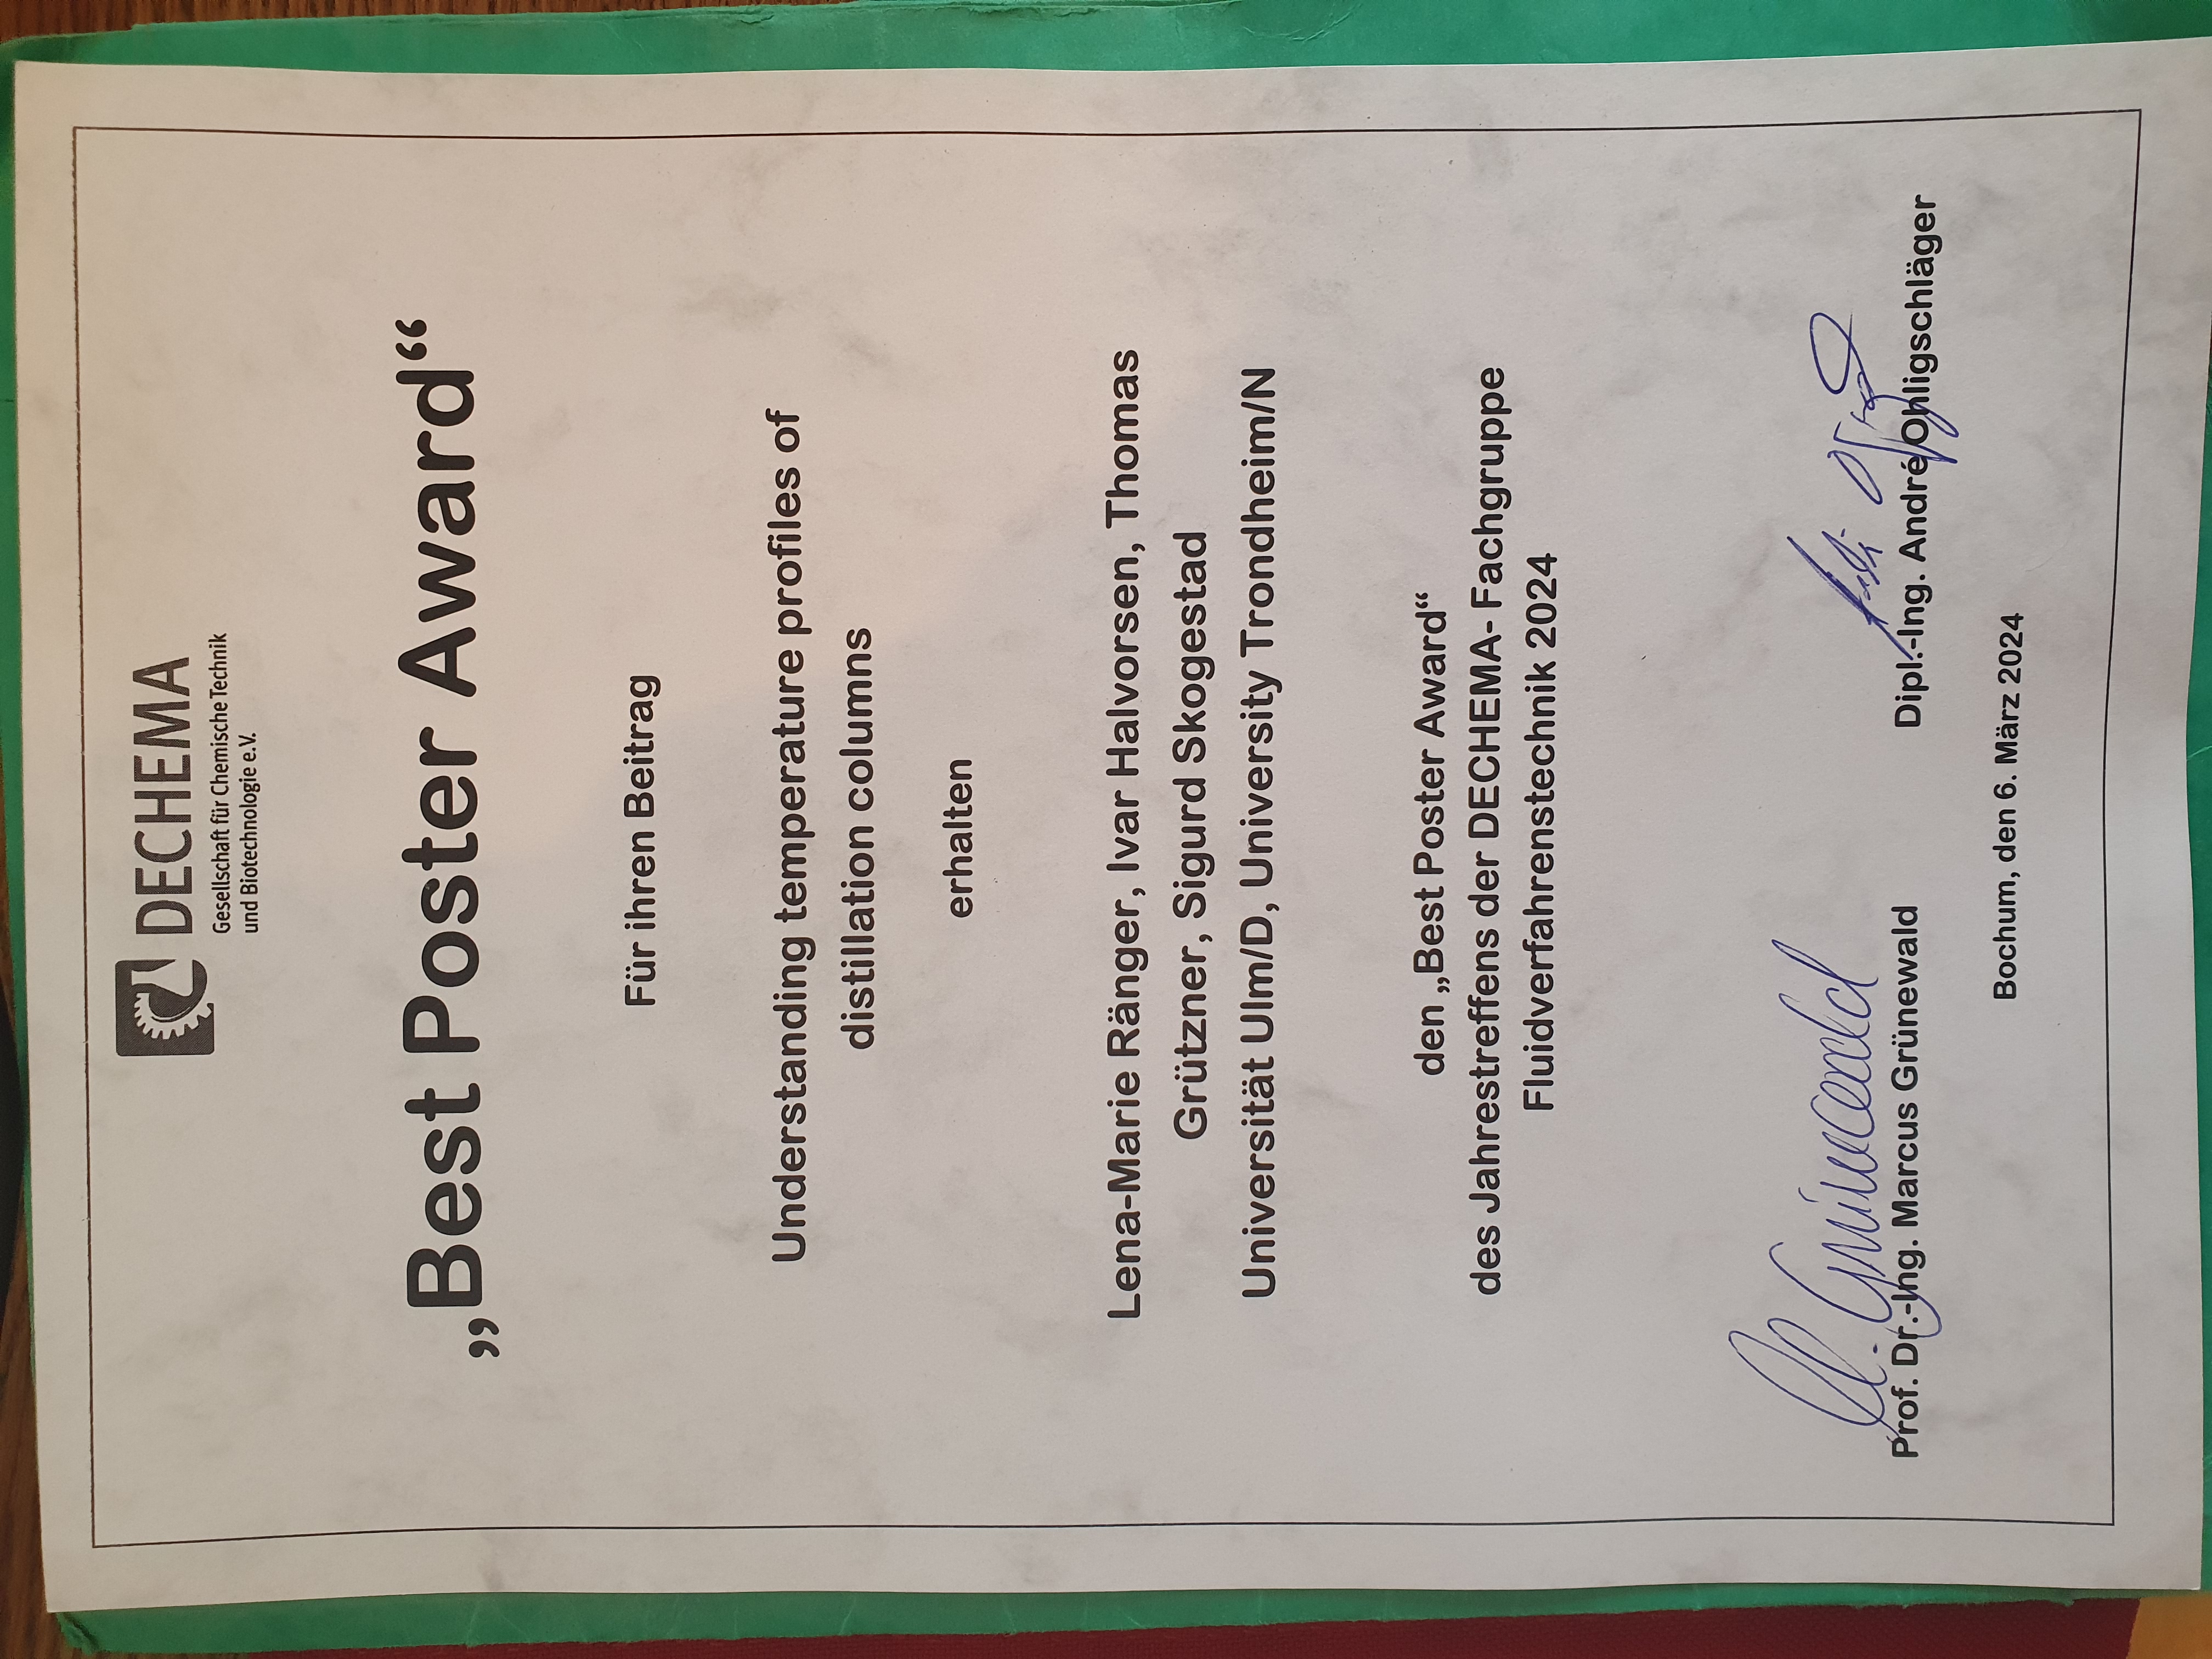 DECHEMA
Gesellschaft für Chemische Technik
und Biotechnologie e.V.
„Best Poster Award“
Für ihren Beitrag
Understanding temperature profiles of
distillation columns
erhalten
Lena-Marie Ränger, Ivar Halvorsen, Thomas
Grützner, Sigurd Skogestad
Universität Ulm/D, University Trondheim/N
den „Best Poster Award“
des Jahrestreffens der DECHEMA- Fachgruppe
Fluidverfahrenstechnik 2024
M. Grünewald
Prof. Dr.-Ing. Marcus Grünewald
Dipl.-Ing. André Ohligschläger
Bochum, den 6. März 2024